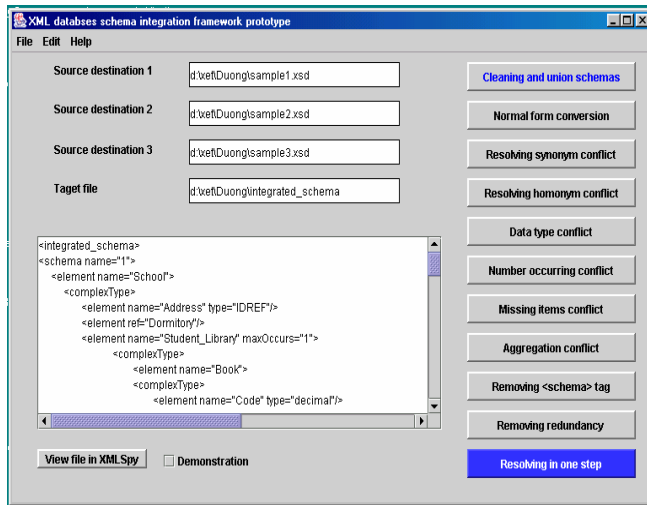 XML databses schema integration framework prototype
File Edit Help
Source destination 1 d:\xet\Duong\sample1.xsd
Cleaning and union schemas
Source destination 2 d:\xet\Duong\sample2.xsd
Normal form conversion
Source destination 3 d:\xet\Duong\sample3.xsd
Resolving synonym conflict
Taget file d:\xet\Duong\integrated_schema
Resolving homonym conflict
Data type conflict
Number occurring conflict
Missing items conflict
Aggregation conflict
Removing <schema> tag
Removing redundancy
Resolving in one step
<integrated_schema>
<schema name="1">
<element name="School">
<complexType>
<element name="Address" type="IDREF"/>
<element ref="Dormitory"/>
<element name="Student_Library" maxOccurs="1">
<complexType>
<element name="Book">
<complexType>
<element name="Code" type="decimal"/>
View file in XMLSpy Demonstration